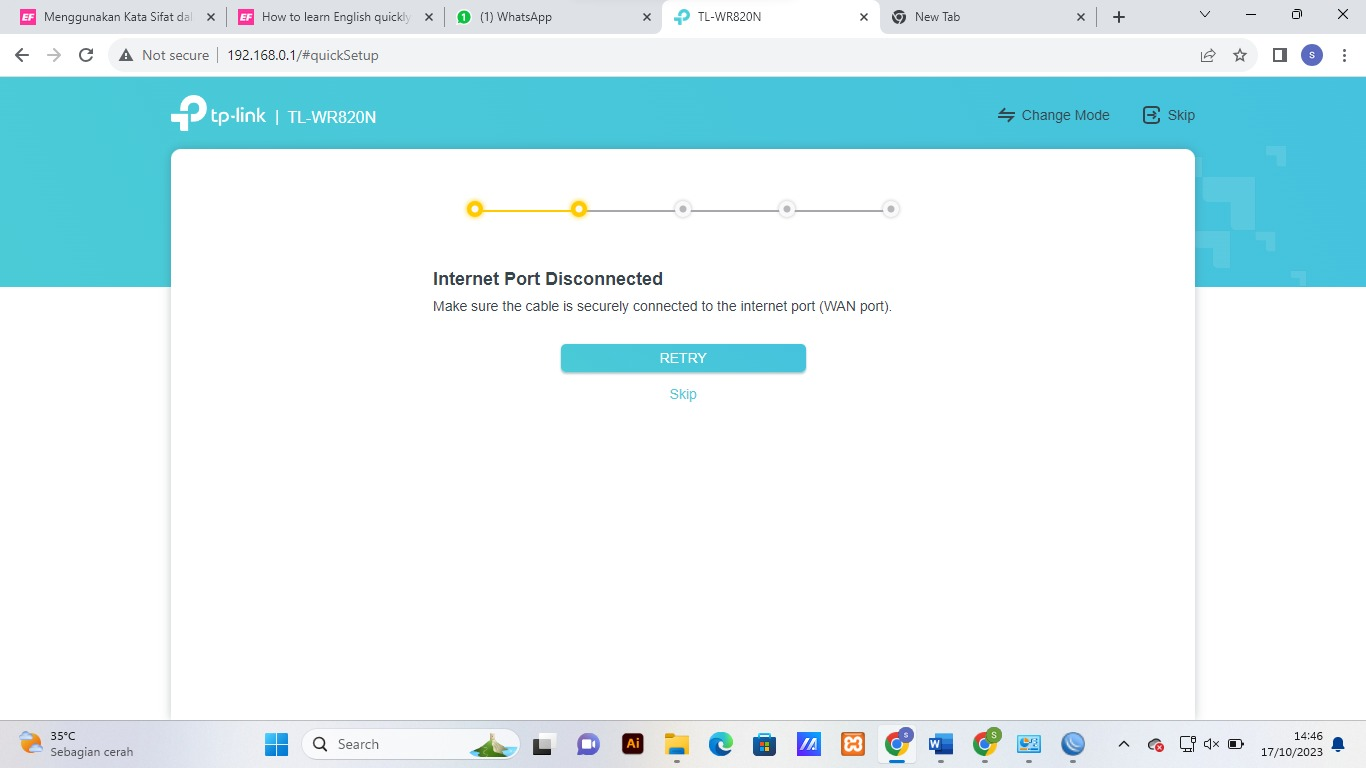 Menggunakan Kata Sifat dal
How to learn English quickly
(1) WhatsApp
TL-WR820N
New Tab
Not secure
192.168.0.1/#quickSetup
S
tp-link | TL-WR820N
Change Mode
Skip
Internet Port Disconnected
Make sure the cable is securely connected to the internet port (WAN port).
RETRY
Skip
35°C
Sebagian cerah
Search
Ai
14:46
17/10/2023